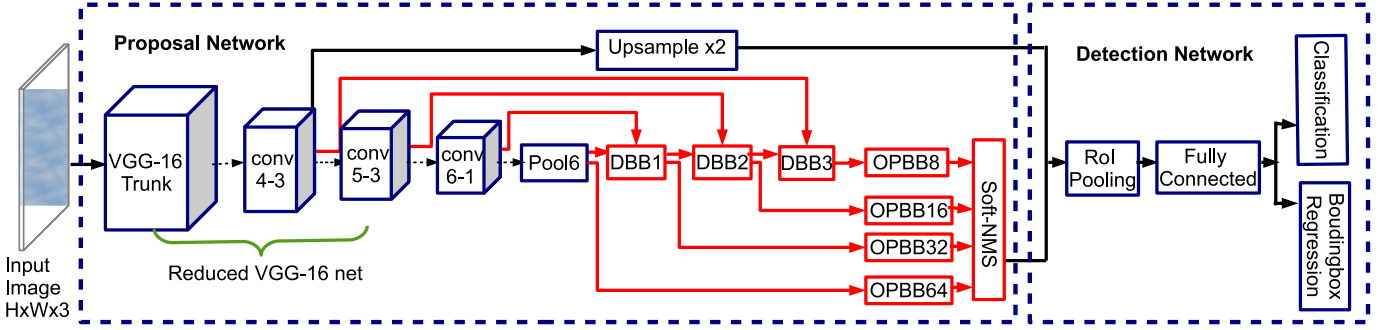 Proposal Network
Upsample x2
Detection Network
Classification
VGG-16
Trunk
conv
4-3
conv
5-3
conv
6-1
Pool6
DBB1
DBB2
DBB3
OPBB8
OPBB16
OPBB32
OPBB64
Soft-NMS
RoI
Pooling
Fully
Connected
Boudingbox
Regression
Reduced VGG-16 net
Input
Image
HxWx3